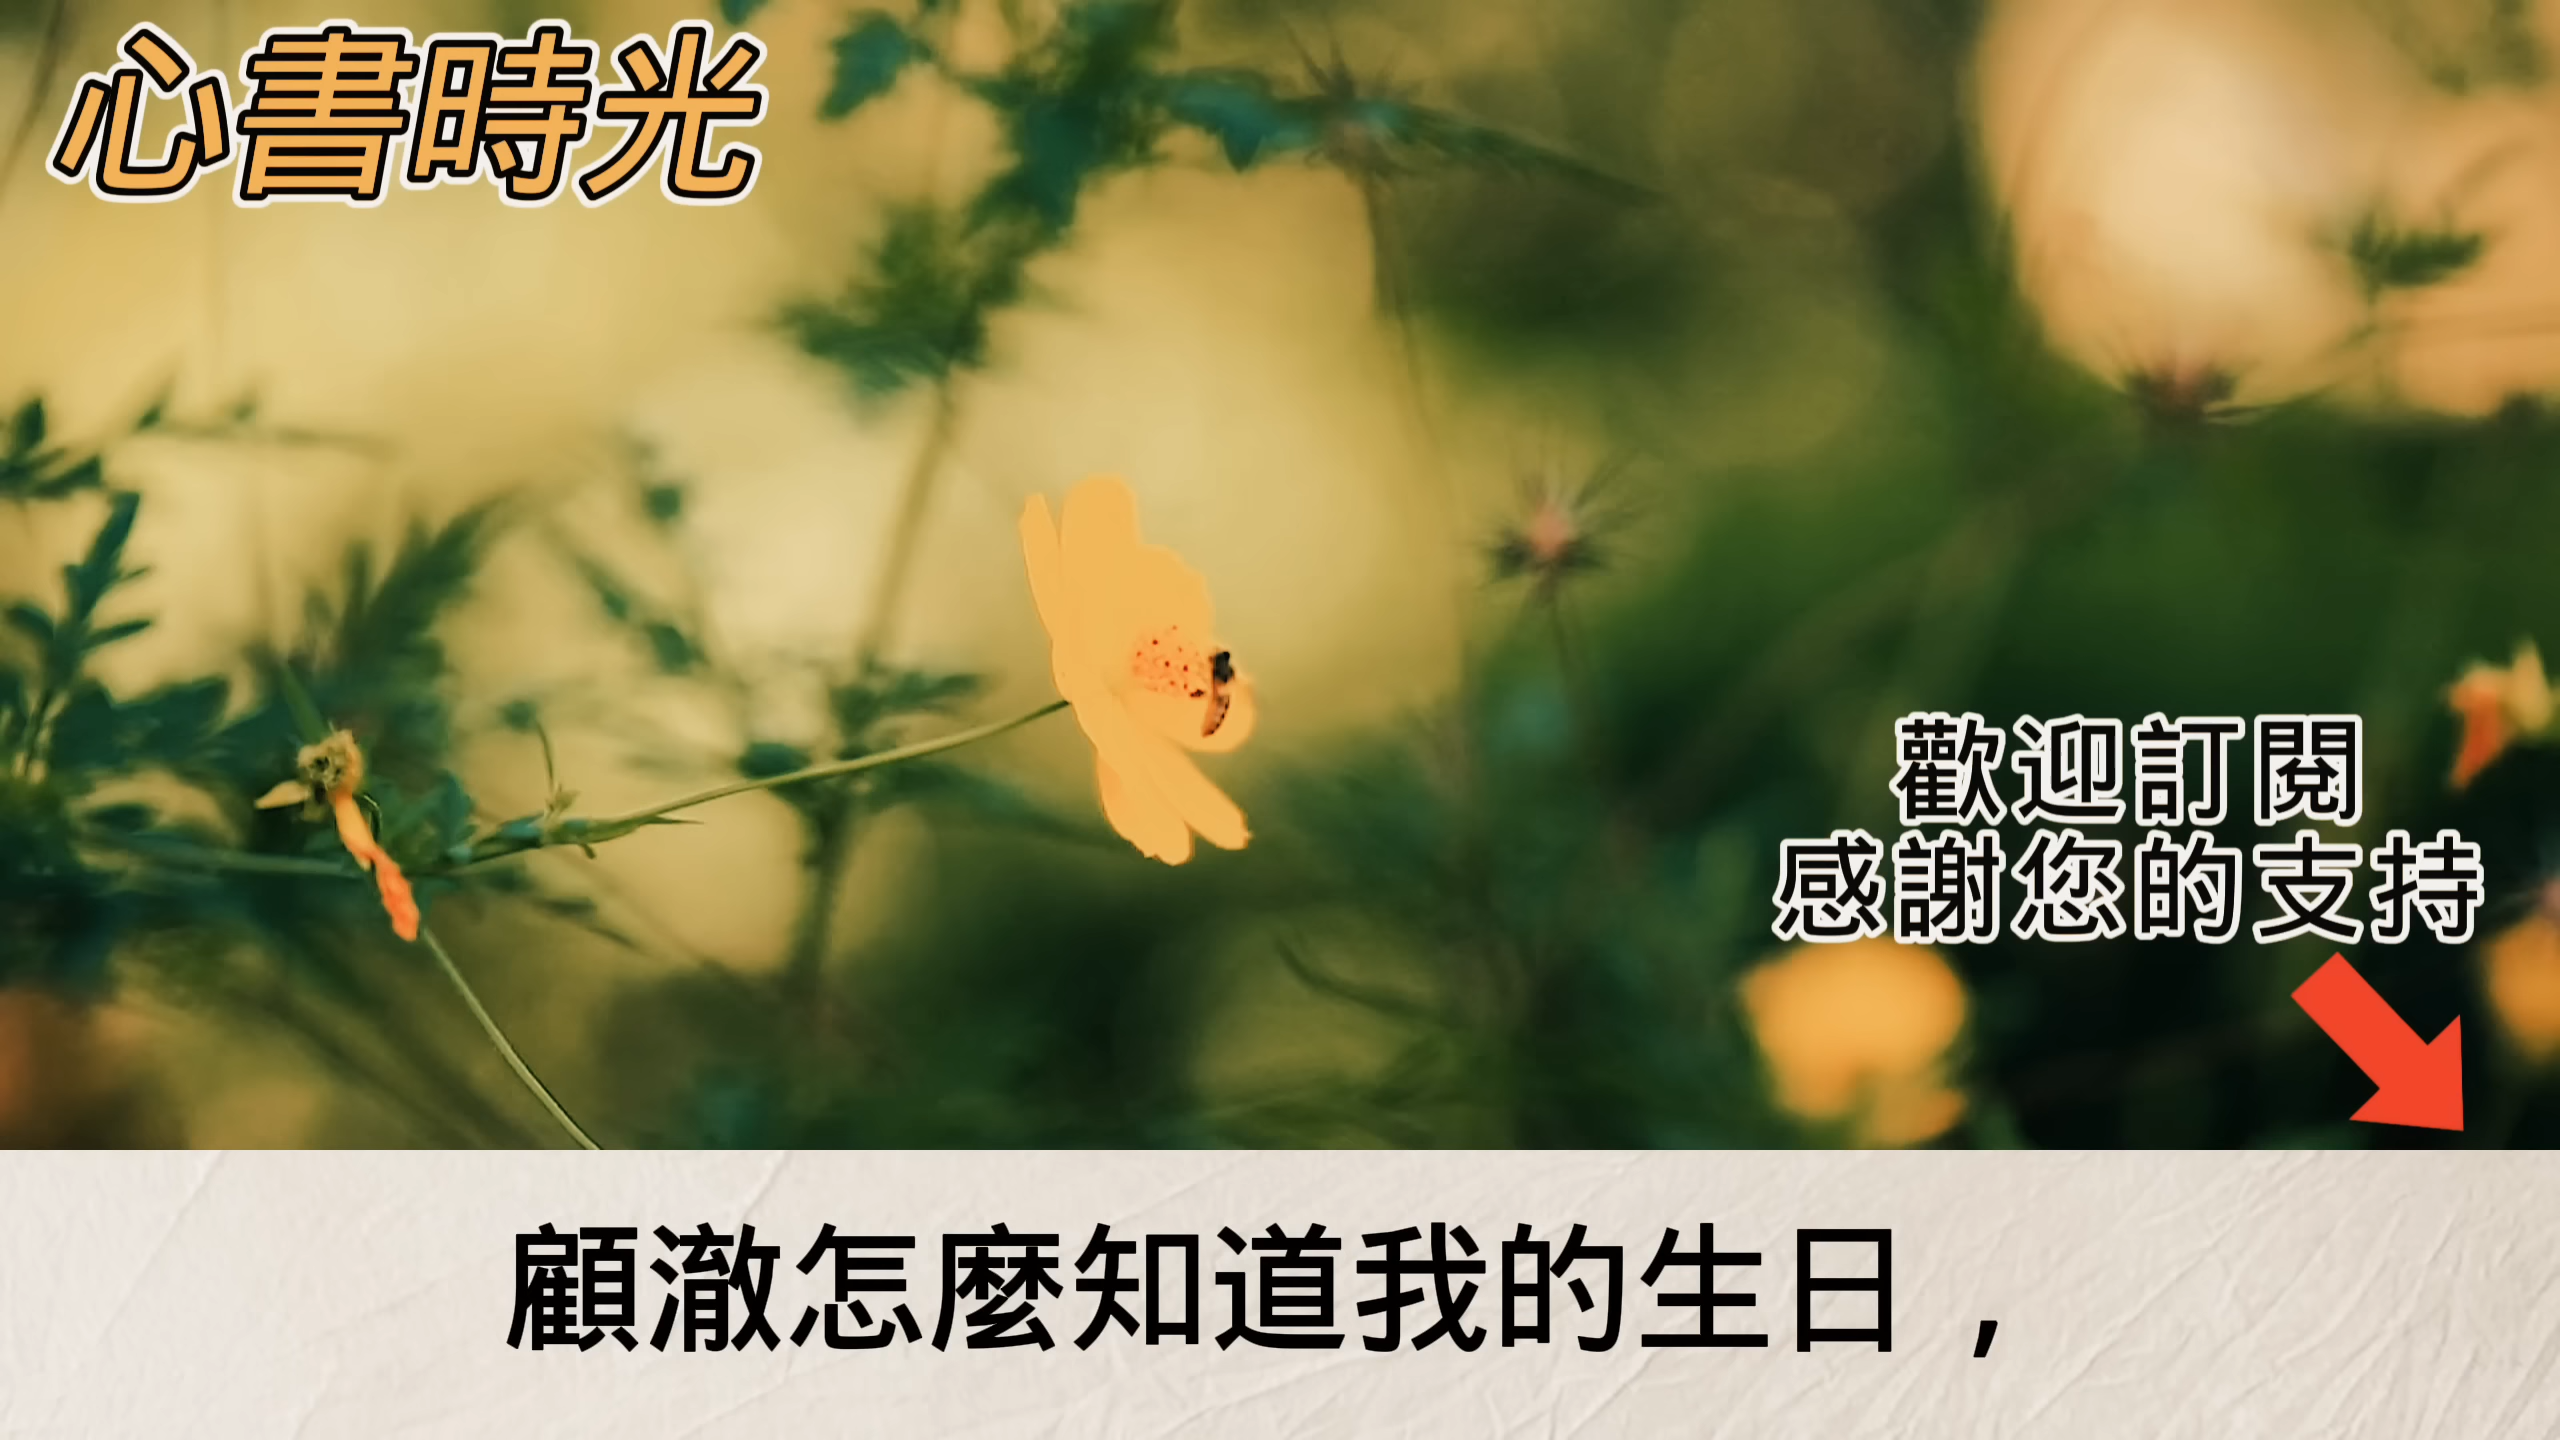 心書時光
歡迎訂閱
感謝您的支持
顧澈怎麼知道我的生日，